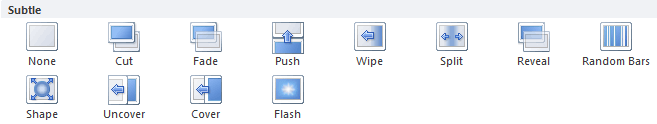 Subtle
None Cut Fade Push Wipe Split Reveal Random Bars
Shape Uncover Cover Flash